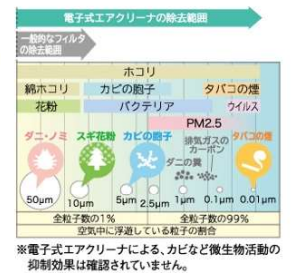 電子式エアクリーナの除去範囲
一般的なフィルタ
の除去範囲
ホコリ
綿ホコリ カビの胞子 タバコの煙
花粉 バクテリア ウイルス
PM2.5
ダニ・ノミ スギ花粉 カビの胞子 排気ガスの
カーボン タバコの煙
ダニの糞
50μm 10μm 5μm 2.5μm 1μm 0.1μm 0.01μm
全粒子数の1% 全粒子数の99%
空気中に浮遊している粒子の割合
※電子式エアクリーナによる、カビなど微生物活動の
抑制効果は確認されていません。